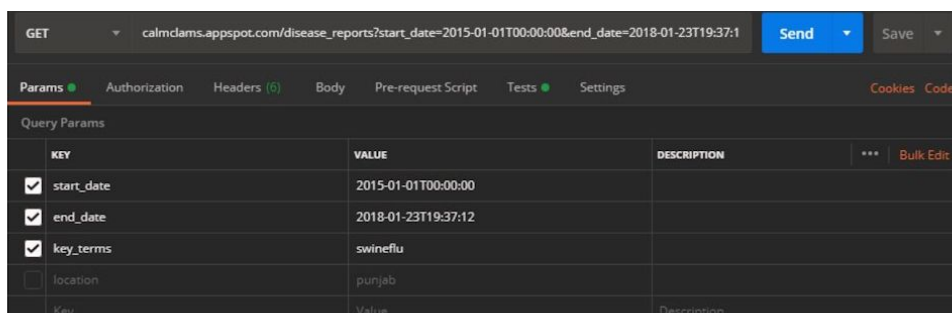 GET calmclams.appspot.com/disease_reports?start_date=2015-01-01T00:00:00&end_date=2018-01-23T19:37:1 Send Save
Params Authorization Headers (6) Body Pre-request Script Tests Settings Cookies Code
Query Params
KEY VALUE DESCRIPTION ••• Bulk Edit
start_date 2015-01-01T00:00:00
end_date 2018-01-23T19:37:12
key_terms swineflu
location punjab
Key Value Description